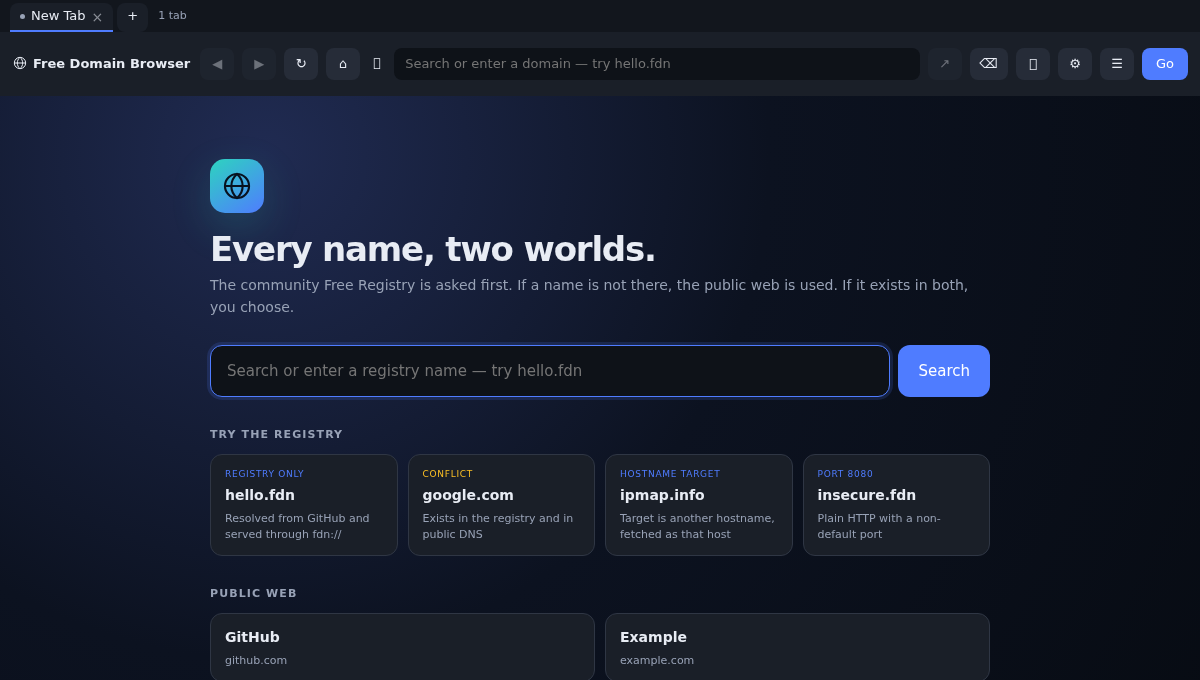 New Tab × + 1 tab
Free Domain Browser ◀ ▶ ↻ ⌂ Search or enter a domain — try hello.fdn ↗ ⌫ ⚙ ☰ Go
Every name, two worlds.
The community Free Registry is asked first. If a name is not there, the public web is used. If it exists in both,
you choose.
Search or enter a registry name — try hello.fdn Search
TRY THE REGISTRY
REGISTRY ONLY
hello.fdn
Resolved from GitHub and
served through fdn://
CONFLICT
google.com
Exists in the registry and in
public DNS
HOSTNAME TARGET
ipmap.info
Target is another hostname,
fetched as that host
PORT 8080
insecure.fdn
Plain HTTP with a non-
default port
PUBLIC WEB
GitHub
github.com
Example
example.com